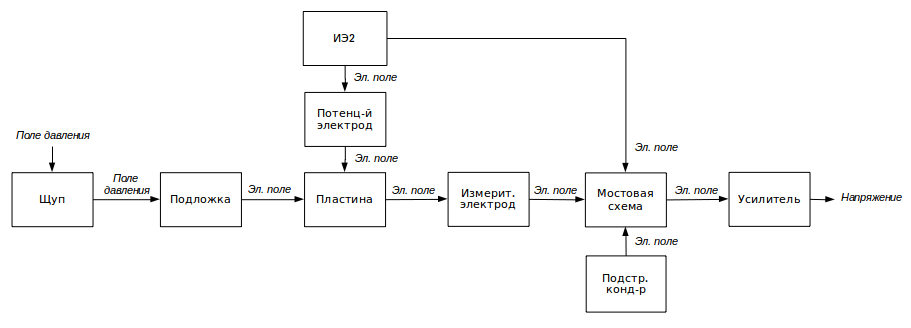 ИЭ2
Эл. поле
Потенц-й
электрод
Поле давления
Эл. поле
Эл. поле
Щуп
Поле
давления
Подложка
Эл. поле
Пластина
Эл. поле
Измерит.
электрод
Эл. поле
Мостовая
схема
Эл. поле
Усилитель
Напряжение
Эл. поле
Подстр.
конд-р